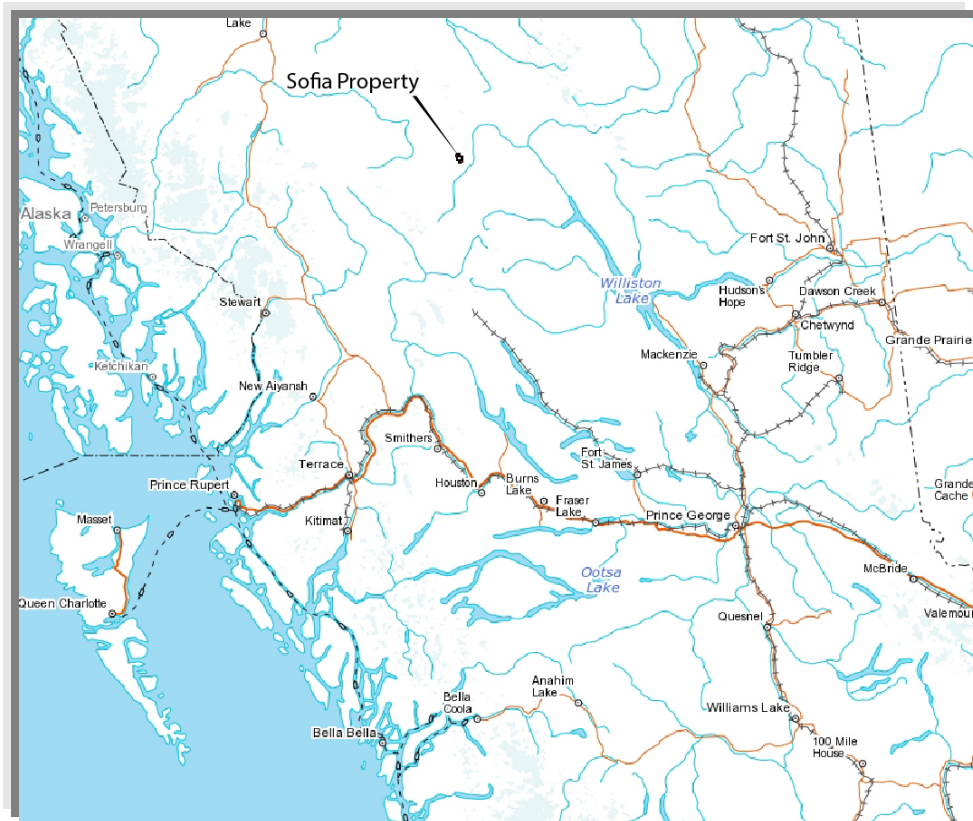 Lake
Sofia Property
Alaska
Petersburg
Wrangell
Fort St. John
Williston
Lake
Hudson's
Hope
Dawson Creek
Stewart
Chetwynd
Grande Prairie
Mackenzie
Tumbler
Ridge
Ketchikan
New Aiyansh
Smithers
Terrace
Fort
St. James
Houston
Burns
Lake
Prince Rupert
Grande
Cache
Fraser
Lake
Masset
Kitimat
Prince George
Ootsa
Lake
McBride
Queen Charlotte
Quesnel
Valemou
Anahim
Lake
Bella
Coola
Williams Lake
Bella Bella
100 Mile
House